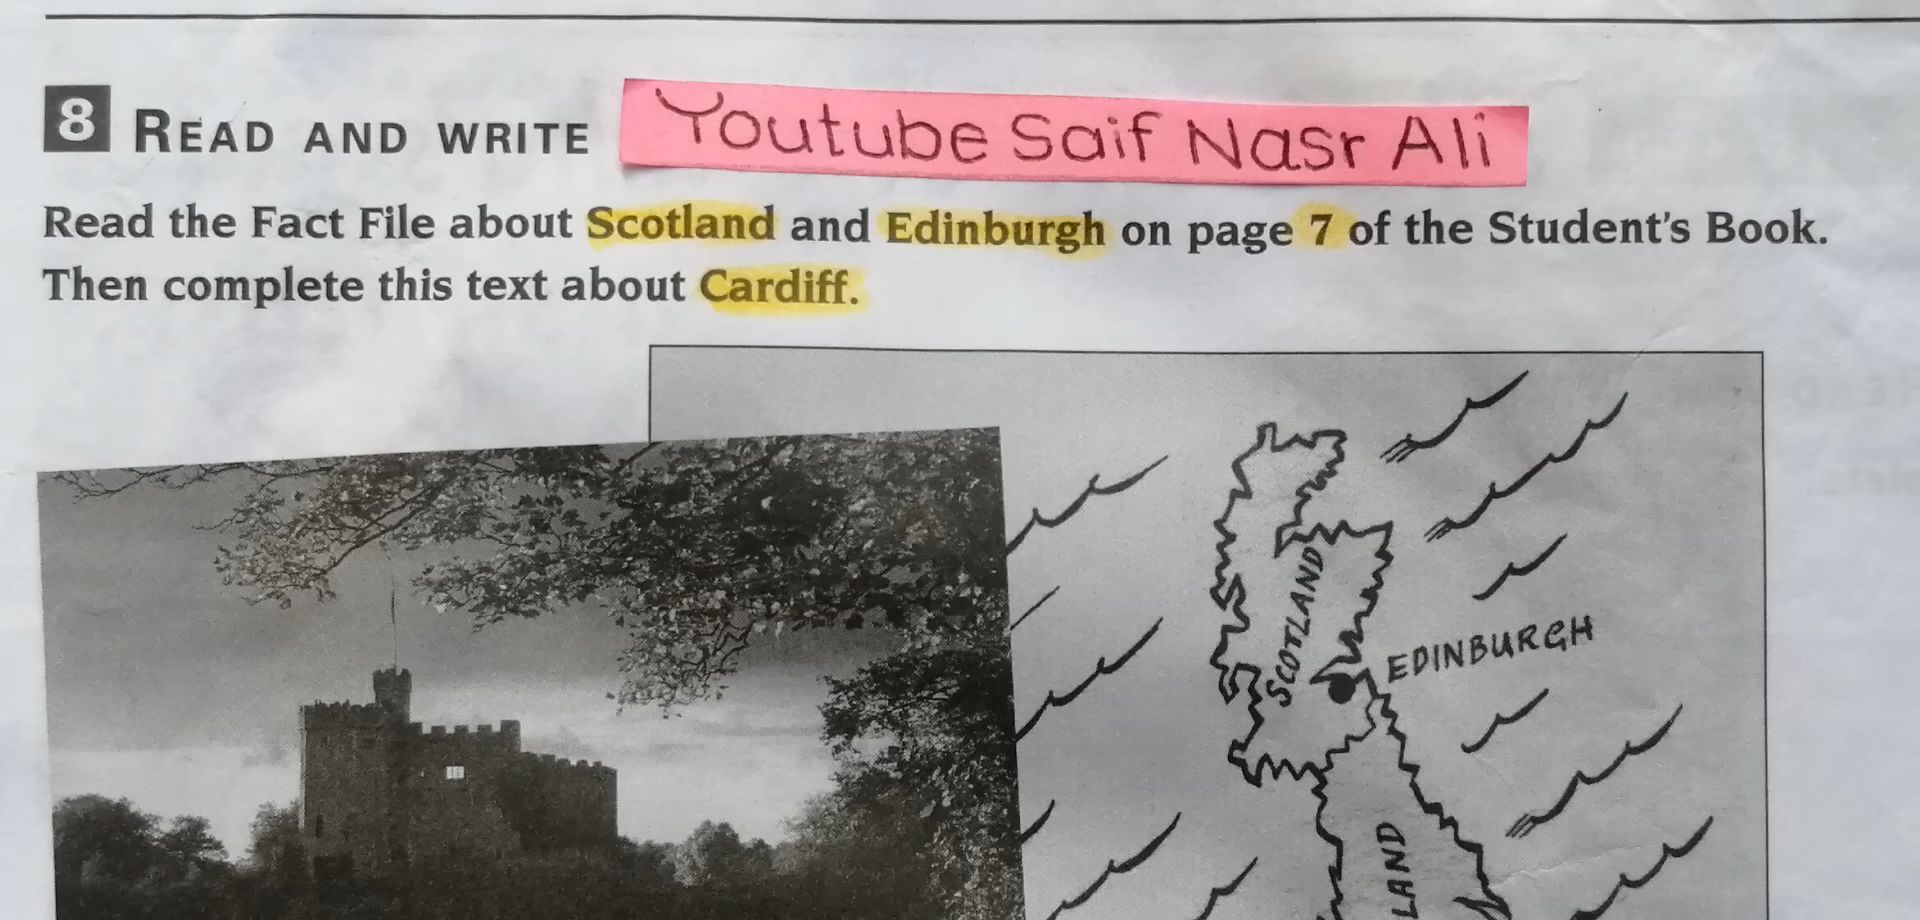 8 READ AND WRITE Youtube Saif Nasr Ali
Read the Fact File about Scotland and Edinburgh on page 7 of the Student's Book.
Then complete this text about Cardiff.
SCOTLAND
EDINBURGH
LAND